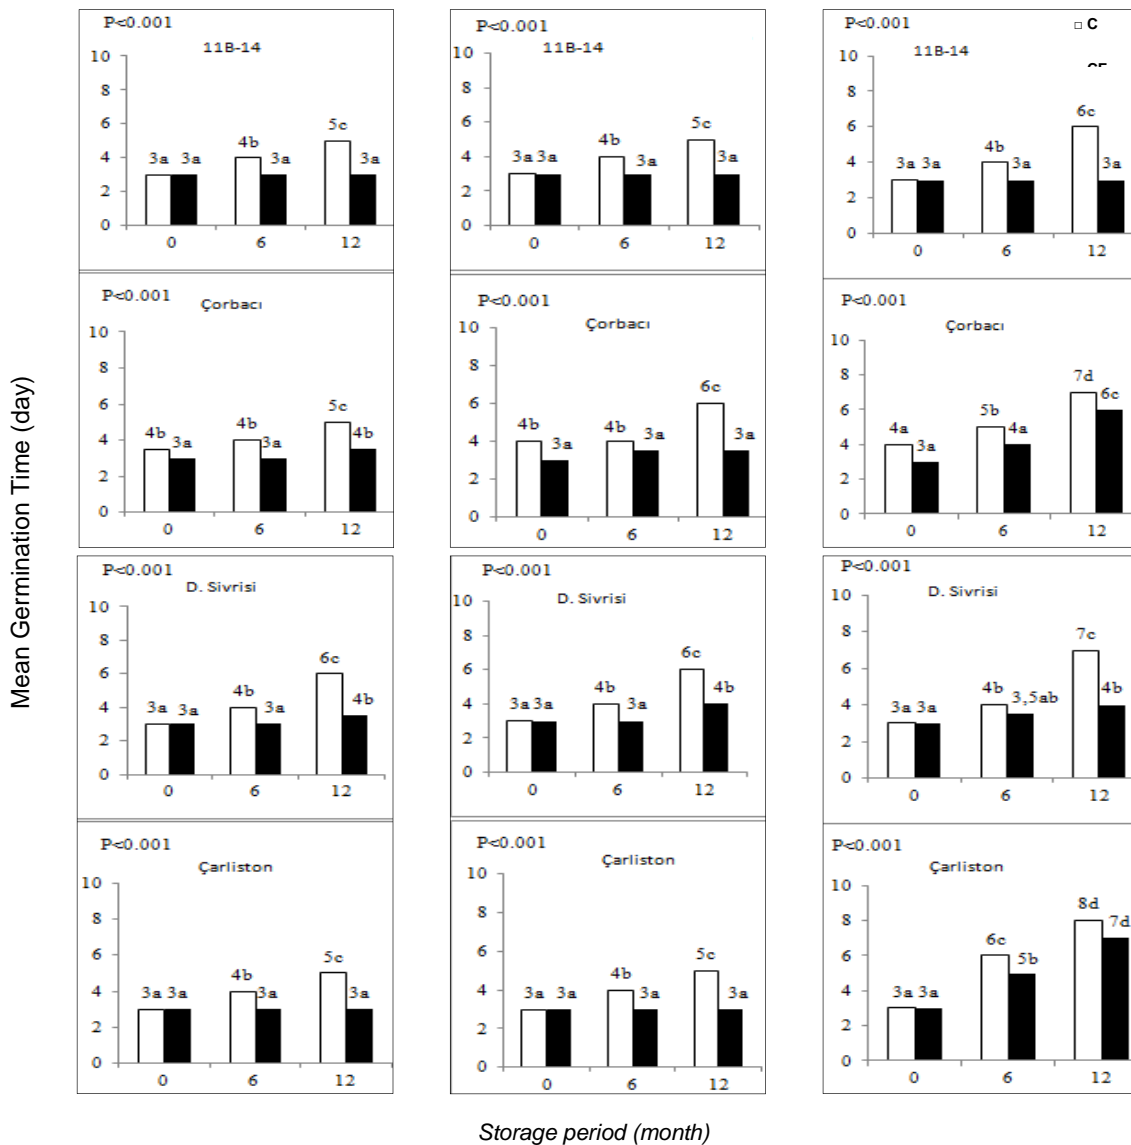 Mean Germination Time (day)
P<0.001
11B-14
10
8
6
4
2
0
3a 3a 4b 3a 5c 3a
0 6 12
P<0.001
11B-14
10
8
6
4
2
0
3a 3a 4b 3a 5c 3a
0 6 12
P<0.001
11B-14
□ C
10
8
6
4
2
0
3a 3a 4b 3a 6c 3a
0 6 12
P<0.001
Çorbacı
10
8
6
4
2
0
4b 3a 4b 3a 5c 4b
0 6 12
P<0.001
Çorbacı
10
8
6
4
2
0
4b 3a 4b 3a 6c 3a
0 6 12
P<0.001
Çorbacı
10
8
6
4
2
0
4a 3a 5b 4a 7d 6c
0 6 12
P<0.001
D. Sivrisi
10
8
6
4
2
0
3a 3a 4b 3a 6c 4b
0 6 12
P<0.001
D. Sivrisi
10
8
6
4
2
0
3a 3a 4b 3a 6c 4b
0 6 12
P<0.001
D. Sivrisi
10
8
6
4
2
0
3a 3a 4b 3,5ab 7c 4b
0 6 12
P<0.001
Çarliston
10
8
6
4
2
0
3a 3a 4b 3a 5c 3a
0 6 12
P<0.001
Çarliston
10
8
6
4
2
0
3a 3a 4b 3a 5c 3a
0 6 12
P<0.001
Çarliston
10
8
6
4
2
0
3a 3a 6c 5b 8d 7d
0 6 12
Storage period (month)